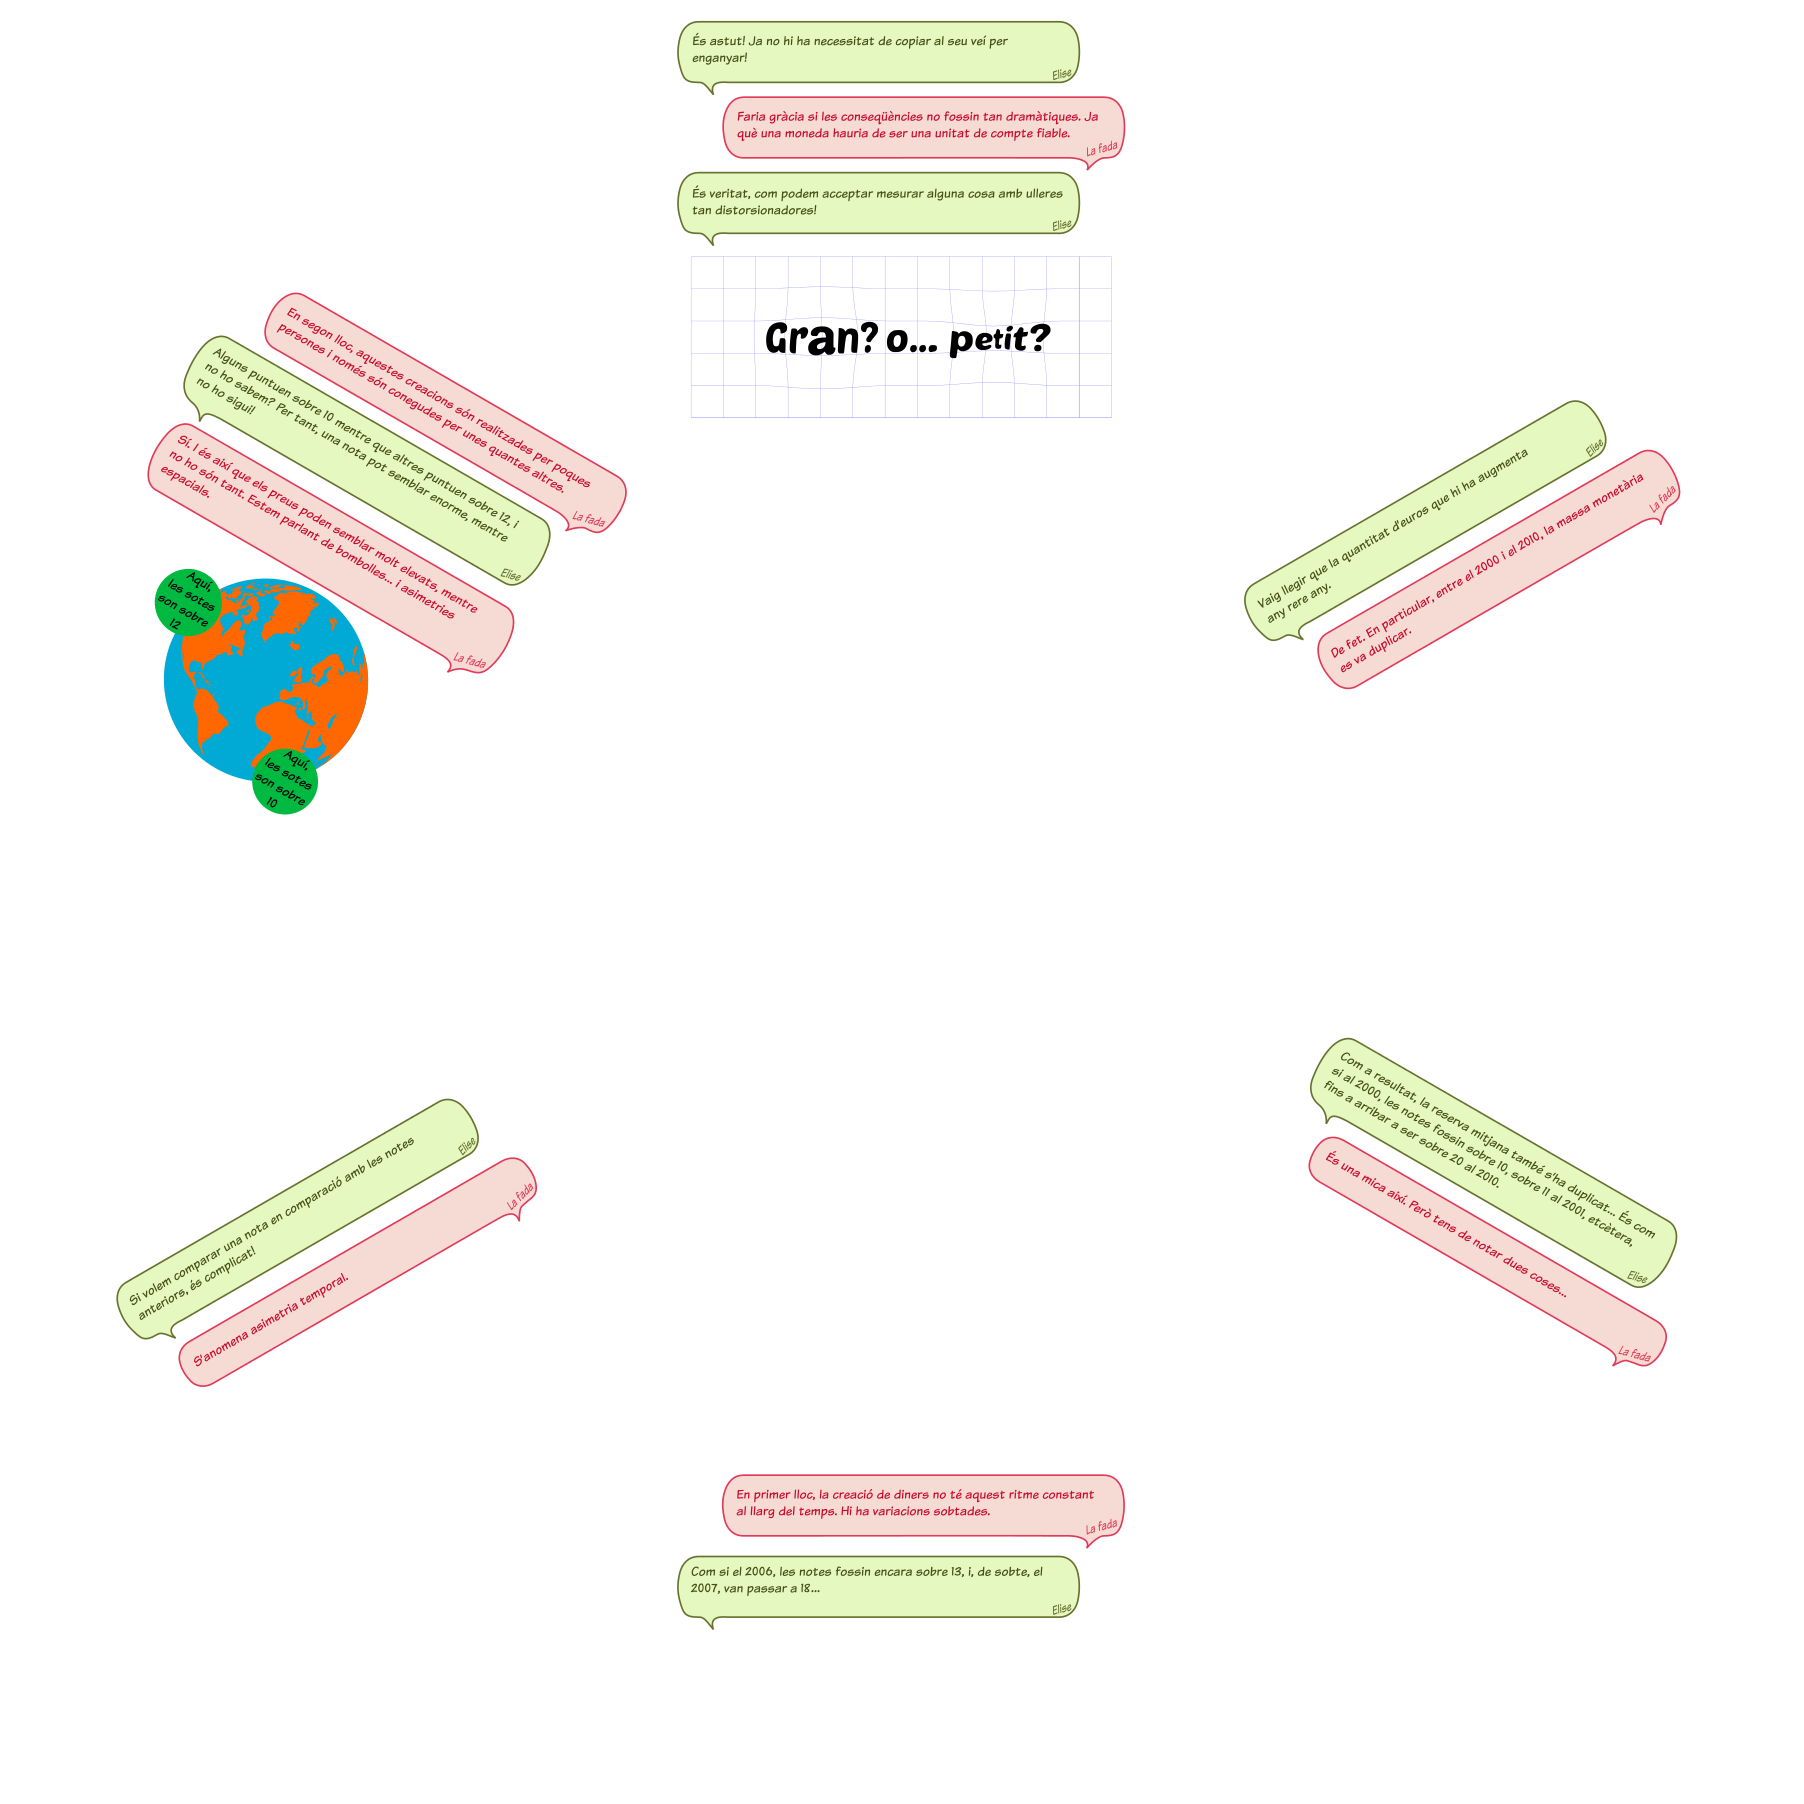 És astut! Ja no hi ha necessitat de copiar al seu veí per
enganyar!
Elise
Faria gràcia si les conseqüències no fossin tan dramàtiques. Ja
què una moneda hauria de ser una unitat de compte fiable.
La fada
És veritat, com podem acceptar mesurar alguna cosa amb ulleres
tan distorsionadores!
Elise
Gran? o... petit?
Vaig llegir que la quantitat d'euros que hi ha augmenta
any rere any.
Elise
De fet. En particular, entre el 2000 i el 2010, la massa monetària
es va duplicar.
La fada
Com a resultat, la reserva mitjana també s'ha duplicat... És com
si al 2000, les notes fossin sobre 10, sobre 11 al 2001, etcètera,
fins a arribar a ser sobre 20 al 2010.
Elise
És una mica així. Però tens de notar dues coses...
La fada
En primer lloc, la creació de diners no té aquest ritme constant
al llarg del temps. Hi ha variacions sobtades.
La fada
Com si el 2006, les notes fossin encara sobre 13, i, de sobte, el
2007, van passar a 18...
Elise
Si volem comparar una nota en comparació amb les notes
anteriors, és complicat!
Elise
S'anomena asimetria temporal.
La fada
En segon lloc, aquestes creacions són realitzades per poques
persones i només són conegudes per unes quantes altres.
La fada
Alguns puntuen sobre 10 mentre que altres puntuen sobre 12, i
no ho sabem? Per tant, una nota pot semblar enorme, mentre
no ho sigui!
Elise
Sí. I és així que els preus poden semblar molt elevats, mentre
no ho són tant. Estem parlant de bombolles... i asimetries
espacials.
La fada
Aquí,
les sotes
son sobre
12
Aquí,
les sotes
son sobre
10